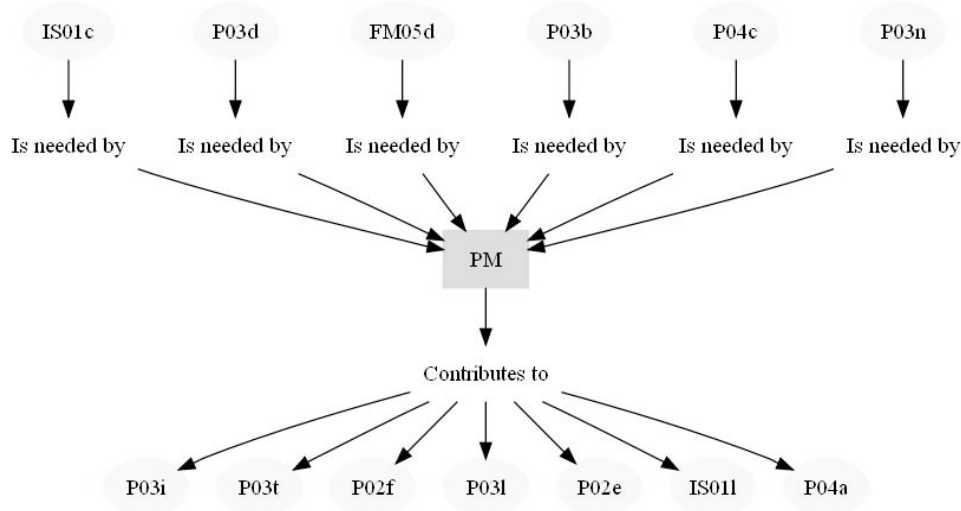 IS01c P03d FM05d P03b P04c P03n
Is needed by Is needed by Is needed by Is needed by Is needed by Is needed by
PM
Contributes to
P03i P03t P02f P03l P02e IS01l P04a